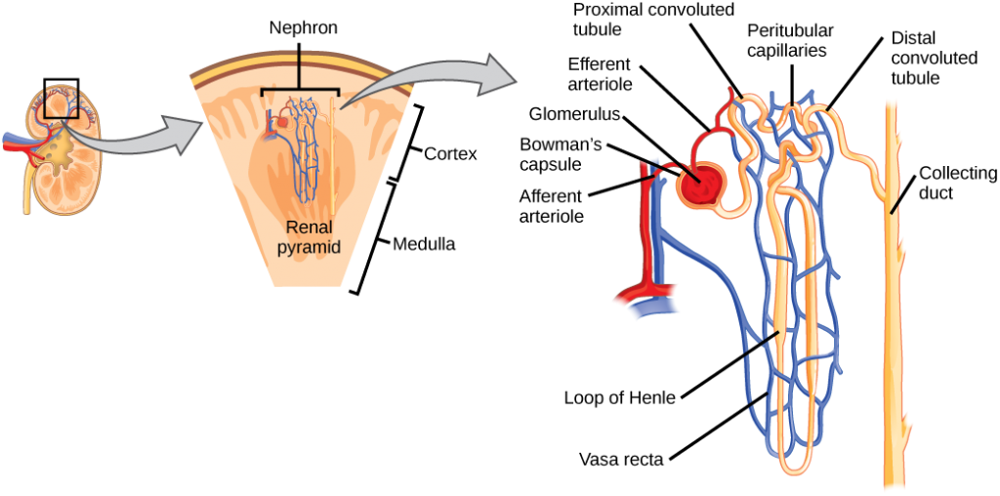 Nephron
Cortex
Renal
pyramid
Medulla
Proximal convoluted
tubule
Peritubular
capillaries
Distal
convoluted
tubule
Efferent
arteriole
Glomerulus
Bowman's
capsule
Afferent
arteriole
Collecting
duct
Loop of Henle
Vasa recta